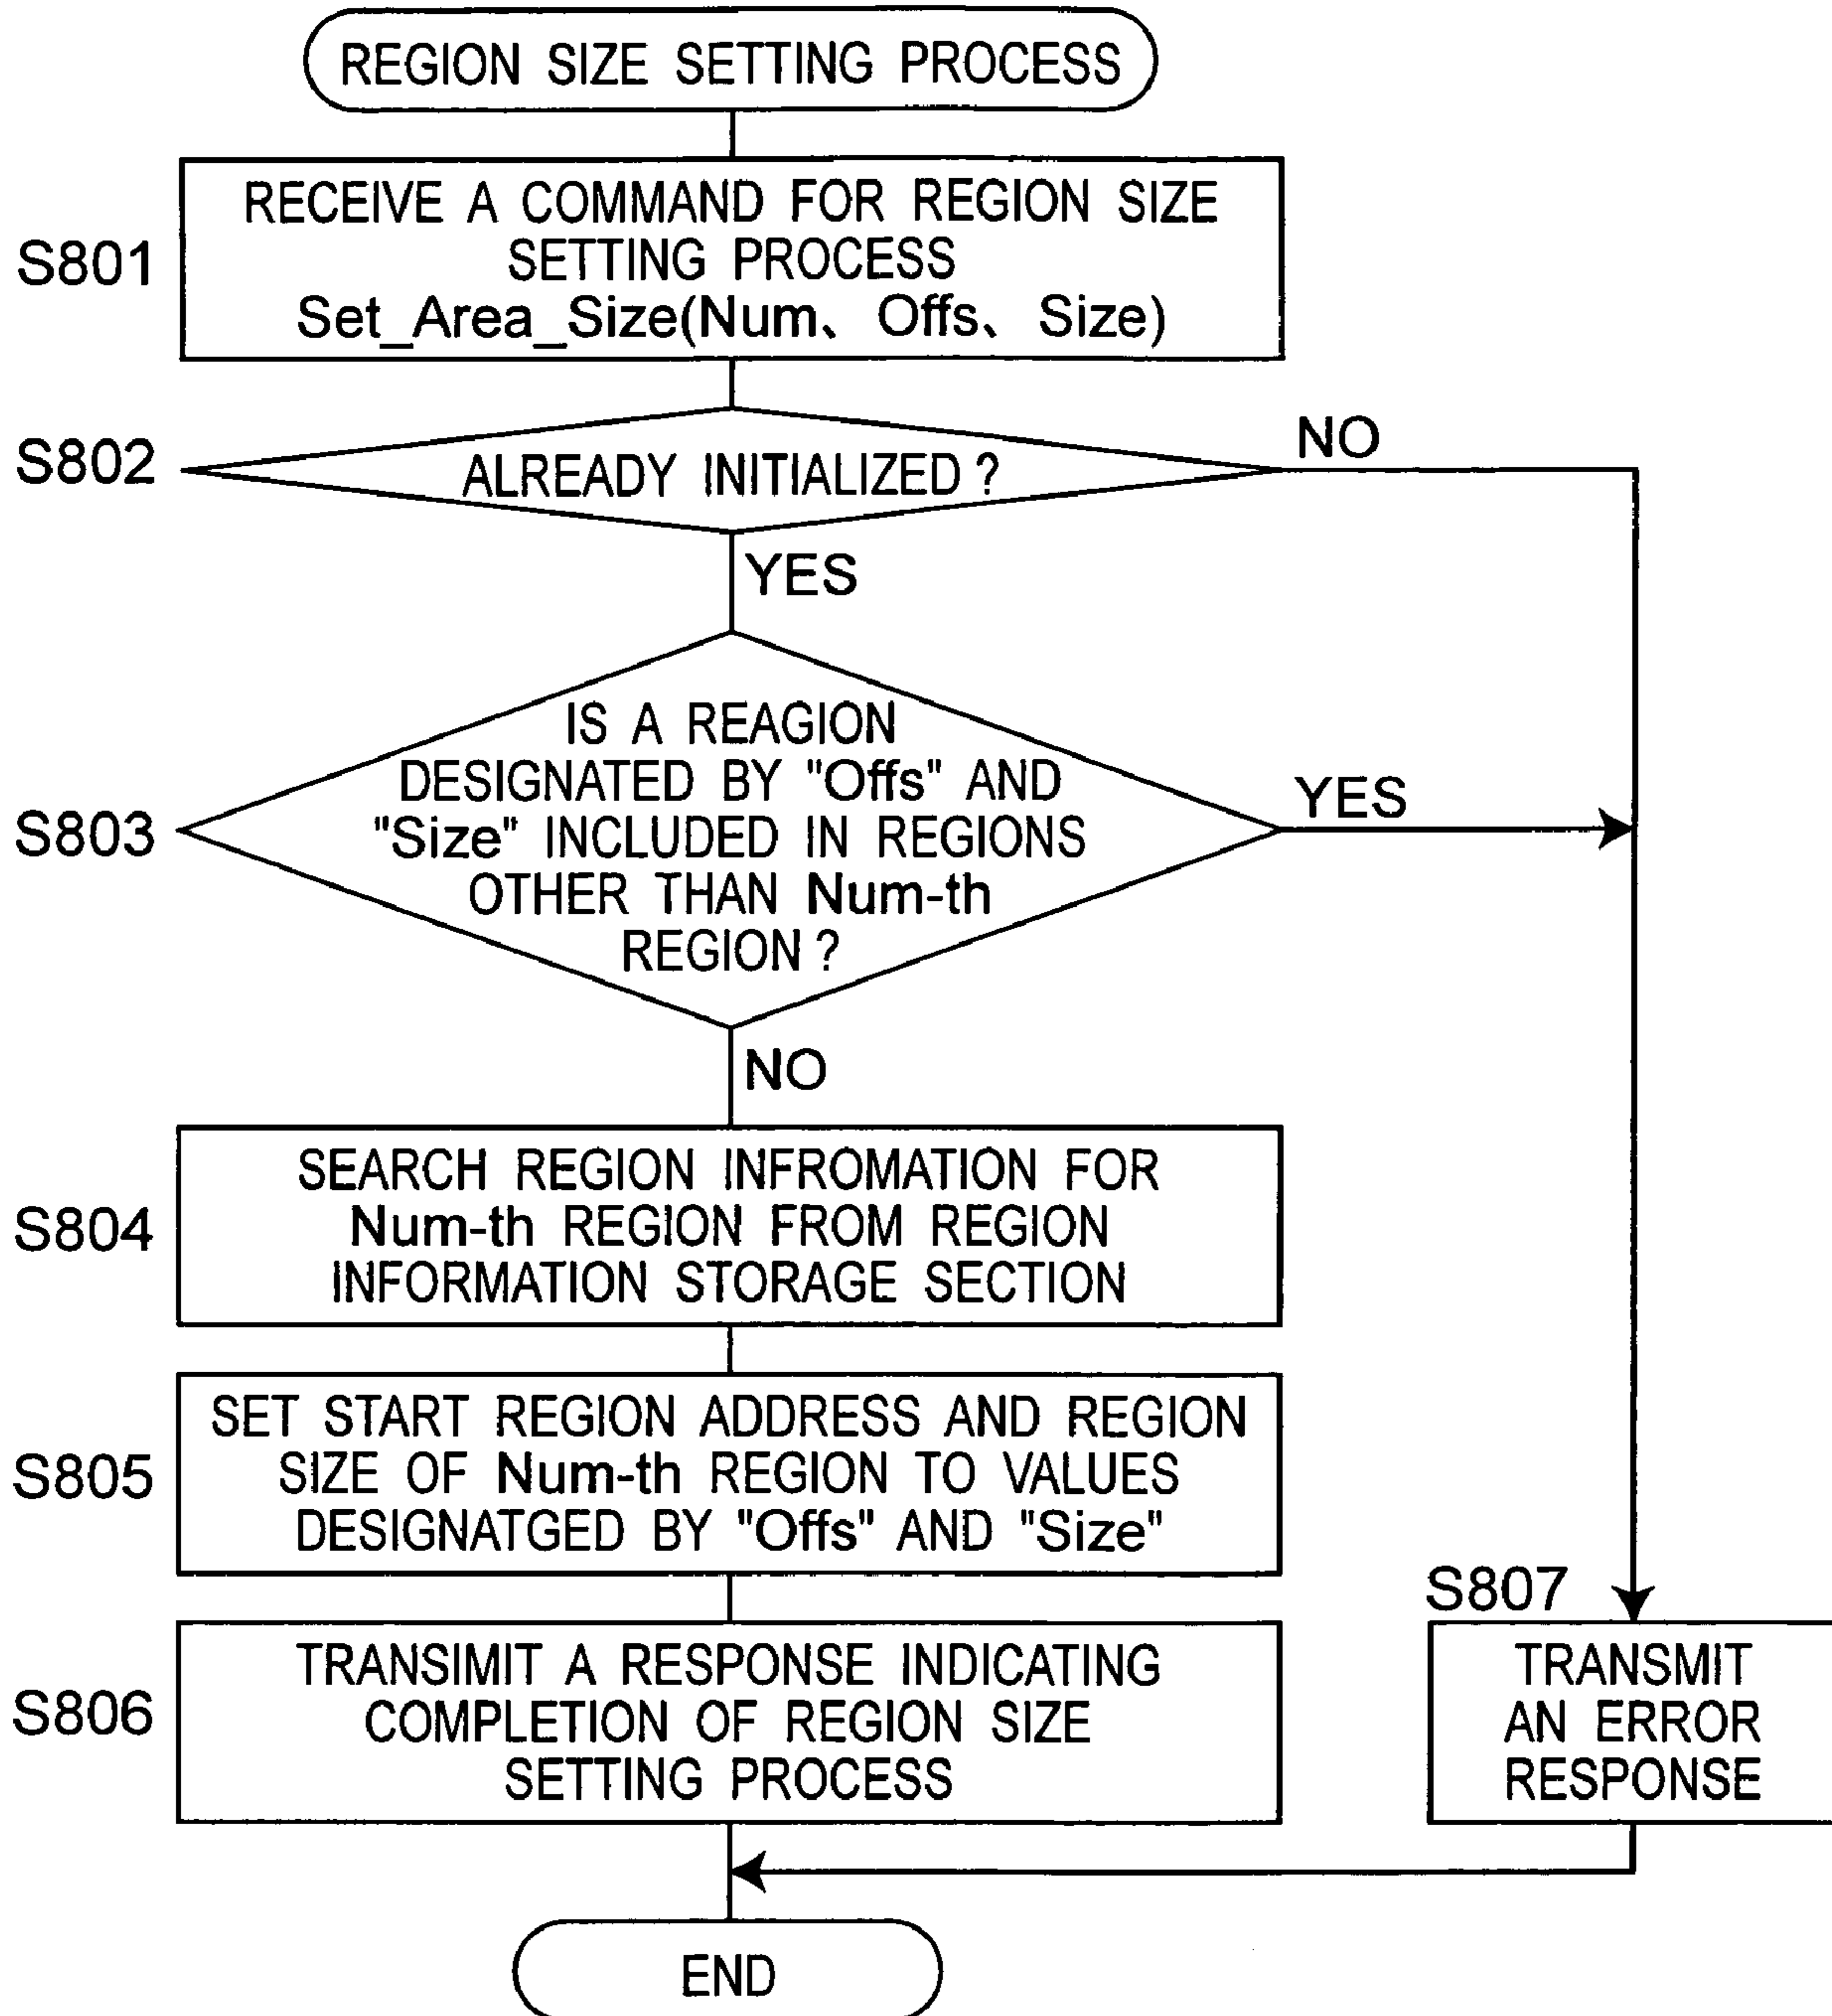 REGION SIZE SETTING PROCESS
S801
RECEIVE A COMMAND FOR REGION SIZE
SETTING PROCESS
Set_Area_Size(Num、Offs、Size)
S802
ALREADY INITIALIZED ?
NO
YES
S803
IS A REAGION
DESIGNATED BY "Offs" AND
"Size" INCLUDED IN REGIONS
OTHER THAN Num-th
REGION ?
YES
NO
S804
SEARCH REGION INFROMATION FOR
Num-th REGION FROM REGION
INFORMATION STORAGE SECTION
S805
SET START REGION ADDRESS AND REGION
SIZE OF Num-th REGION TO VALUES
DESIGNATGED BY "Offs" AND "Size"
S806
TRANSIMIT A RESPONSE INDICATING
COMPLETION OF REGION SIZE
SETTING PROCESS
S807
TRANSMIT
AN ERROR
RESPONSE
END